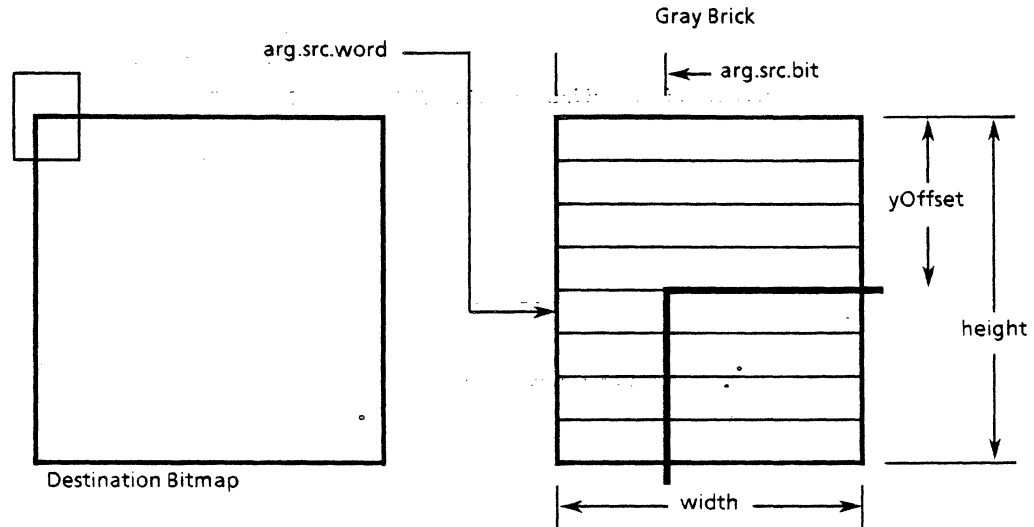 Gray Brick
arg.src.word
arg.src.bit
yOffset
height
Destination Bitmap
width